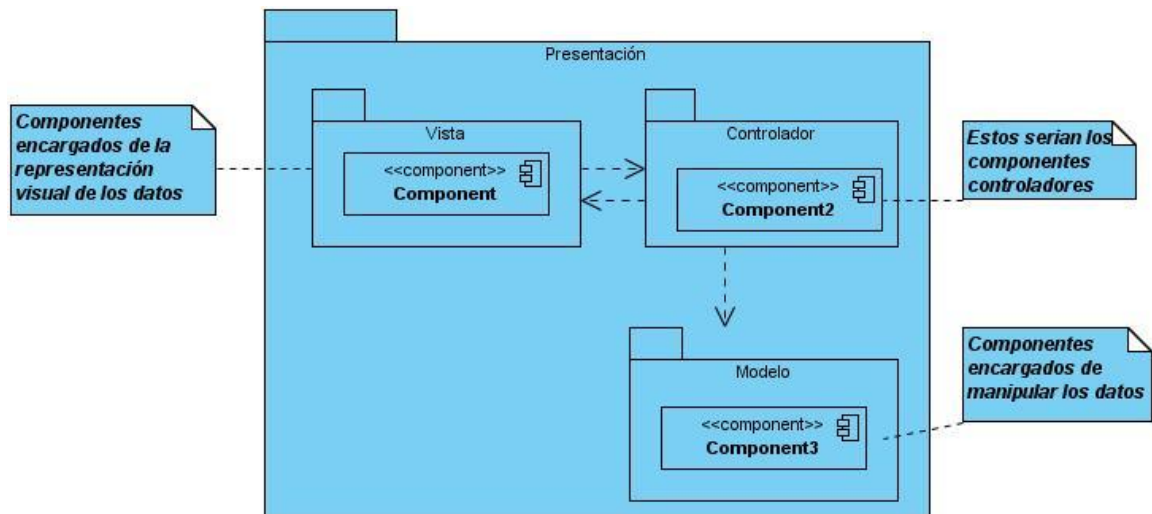 Presentación
Componentes
encargados de la
representación
visual de los datos
Vista
<<component>>
Component
Controlador
<<component>>
Component2
Estos serian los
componentes
controladores
Modelo
<<component>>
Component3
Componentes
encargados de
manipular los datos